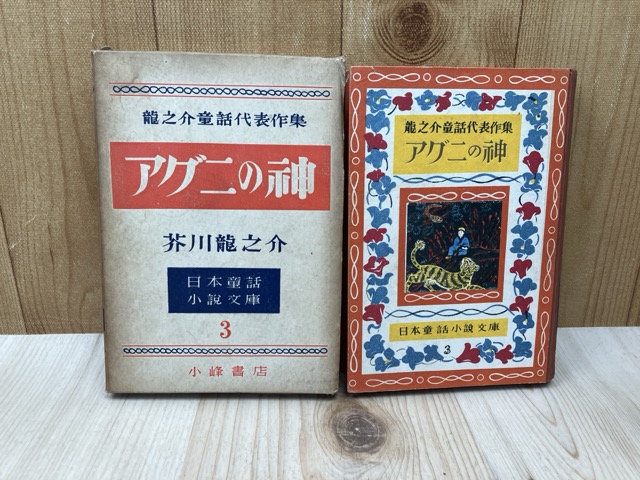 龍之介童話代表作集
アグニの神
芥川龍之介
日本童話
小說文庫
3
小峰書店
龍之介童話代表作集
アグニの神
日本童話小說文庫
3